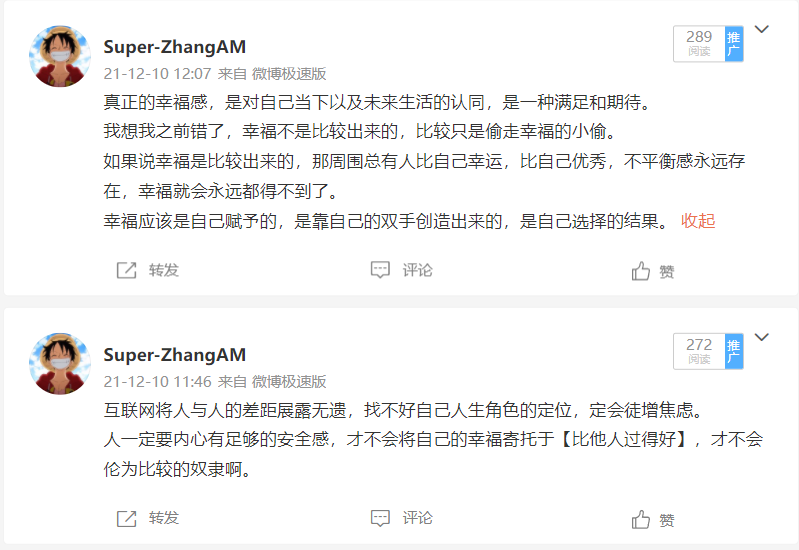 Super-ZhangAM
289
阅读
推广
21-12-10 12:07 来自 微博极速版
真正的幸福感，是对自己当下以及未来生活的认同，是一种满足和期待。
我想我之前错了，幸福不是比较出来的，比较只是偷走幸福的小偷。
如果说幸福是比较出来的，那周围总有人比自己幸运，比自己优秀，不平衡感永远存
在，幸福就会永远都得不到了。
幸福应该是自己赋予的，是靠自己的双手创造出来的，是自己选择的结果。 收起
转发 评论 赞
Super-ZhangAM
272
阅读
推广
21-12-10 11:46 来自 微博极速版
互联网将人与人的差距展露无遗，找不好自己人生角色的定位，定会徒增焦虑。
人一定要内心有足够的安全感，才不会将自己的幸福寄托于【比他人过得好】，才不会
伦为比较的奴隶啊。
转发 评论 赞